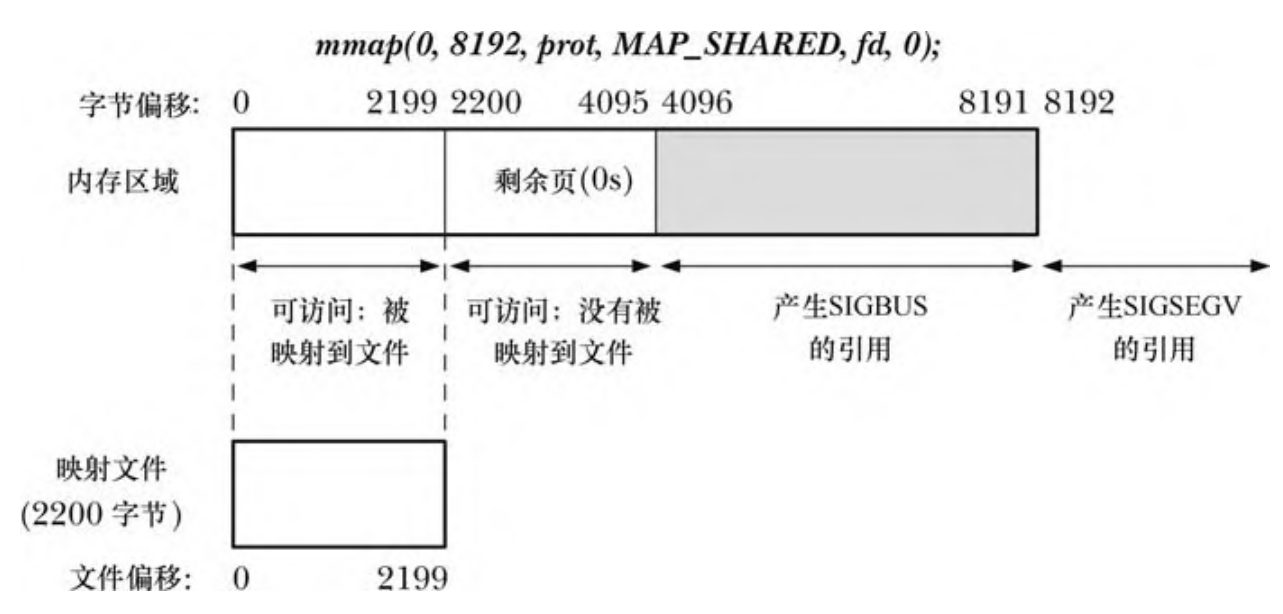 mmap(0, 8192, prot, MAP_SHARED, fd, 0);
字节偏移: 0 2199 2200 4095 4096 8191 8192
内存区域 剩余页(0s)
可访问：被 可访问：没有被 产生SIGBUS 产生SIGSEGV
映射到文件 映射到文件 的引用 的引用
映射文件
(2200 字节)
文件偏移: 0 2199